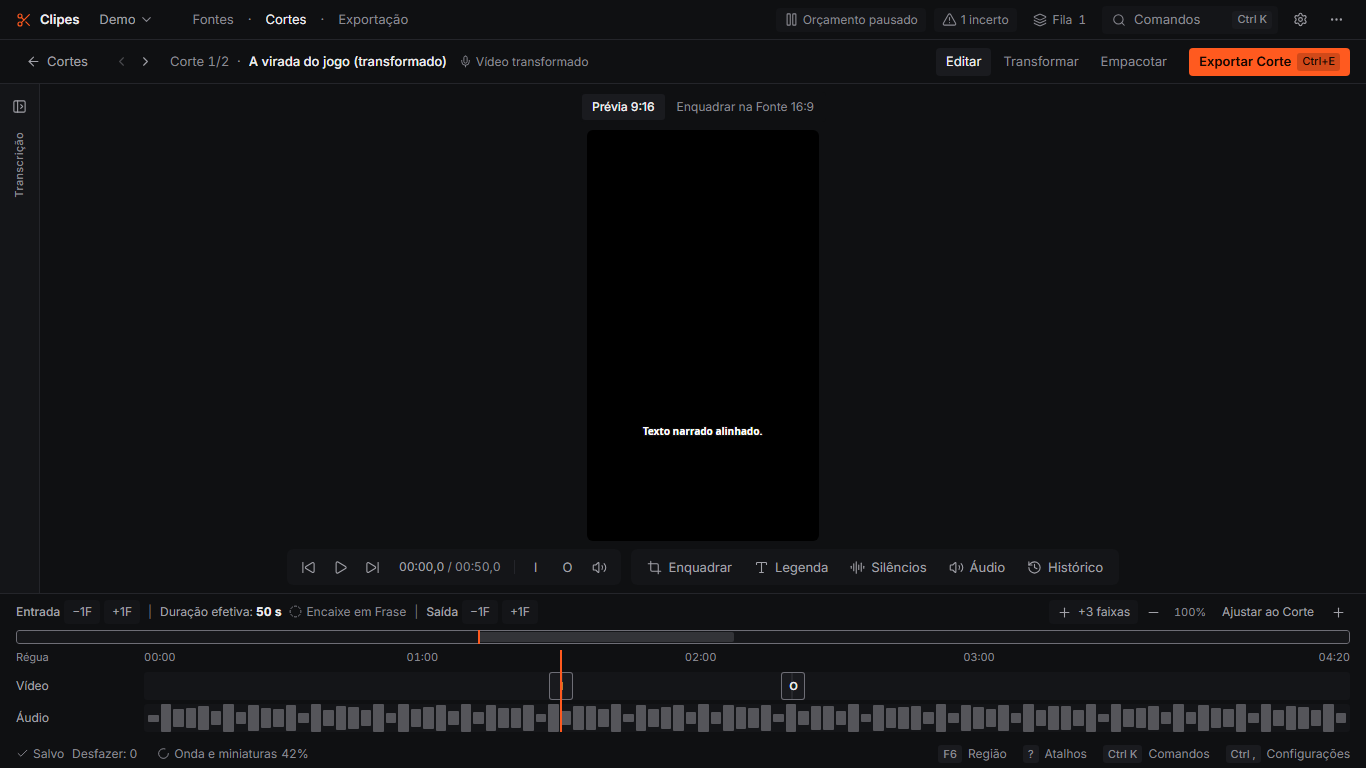 Clipes Demo Fontes · Cortes · Exportação Orçamento pausado 1 incerto Fila 1 Comandos Ctrl K
Cortes Corte 1/2 · A virada do jogo (transformado) Vídeo transformado Editar Transformar Empacotar Exportar Corte Ctrl+E
Prévia 9:16 Enquadrar na Fonte 16:9
Transcrição
Texto narrado alinhado.
00:00,0 / 00:50,0 I O Enquadrar Legenda Silêncios Áudio Histórico
Entrada −1F +1F Duração efetiva: 50 s Encaixe em Frase Saída −1F +1F +3 faixas 100% Ajustar ao Corte
Régua 00:00 01:00 02:00 03:00 04:20
Vídeo I O
Áudio
Salvo Desfazer: 0 Onda e miniaturas 42% F6 Região ? Atalhos Ctrl K Comandos Ctrl , Configurações